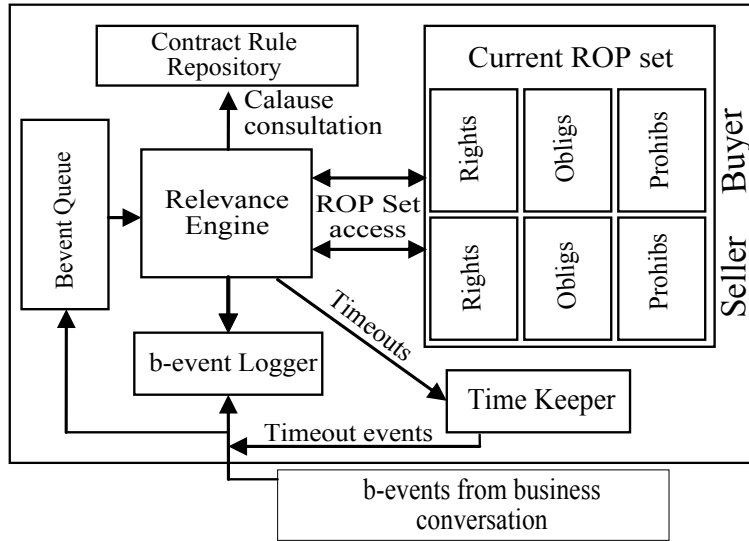 Contract Rule
Repository
Current ROP set
Calause
consultation
Bevent Queue
Relevance
Engine
ROP Set
access
Rights
Obligs
Prohibs
Buyer
Rights
Obligs
Prohibs
Seller
Timeouts
b-event Logger
Time Keeper
Timeout events
b-events from business
conversation